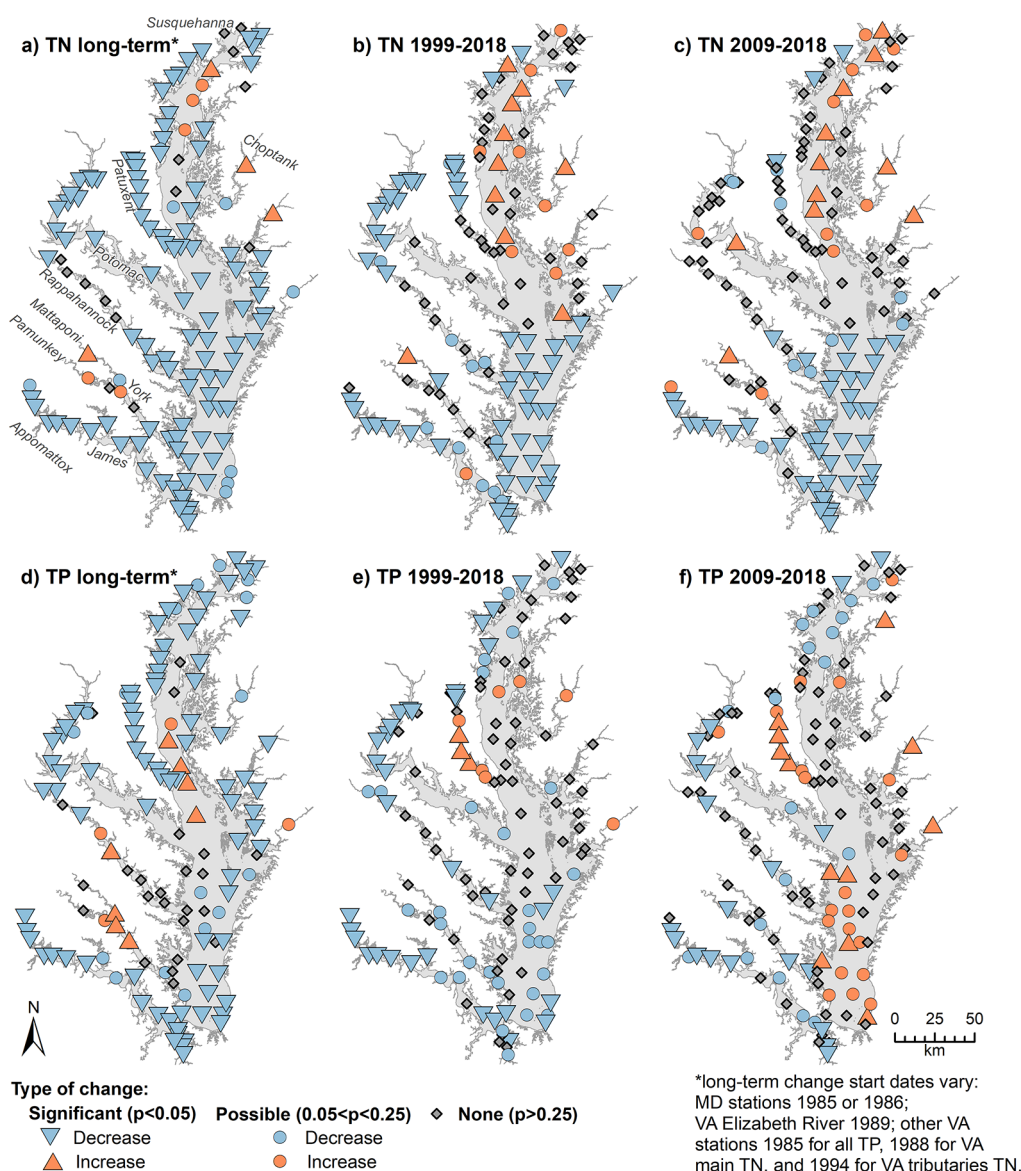 a) TN long-term*
Susquehanna
Choptank
Patuxent
Potomac
Rappahannock
Mattaponi
Pamunkey
York
James
Appomattox
b) TN 1999-2018
c) TN 2009-2018
d) TP long-term*
e) TP 1999-2018
f) TP 2009-2018
N
0 25 50
km
Type of change:
Significant (p<0.05) Possible (0.05<p<0.25) None (p>0.25)
Decrease Decrease
Increase Increase
*long-term change start dates vary:
MD stations 1985 or 1986;
VA Elizabeth River 1989; other VA
stations 1985 for all TP, 1988 for VA
main TN, and 1994 for VA tributaries TN